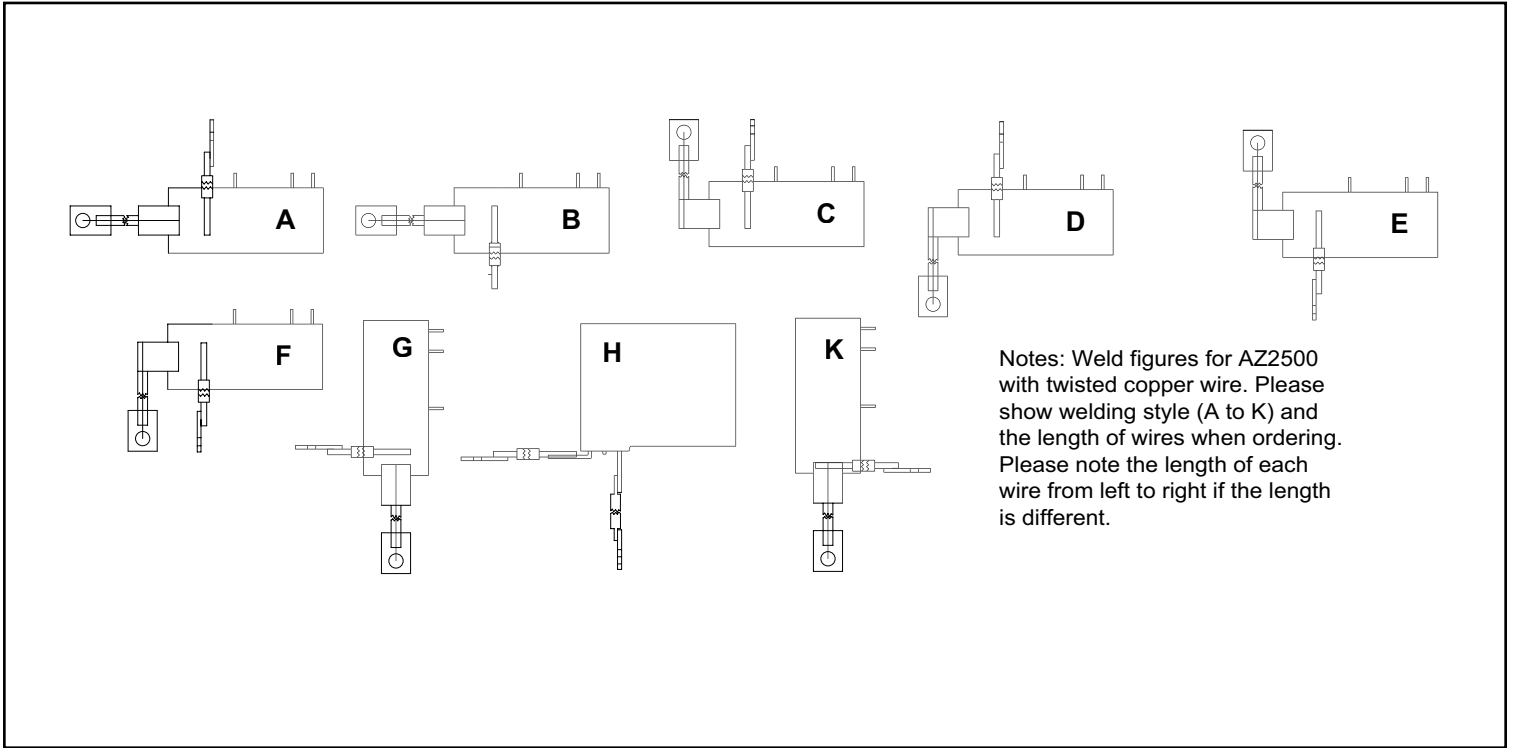 A
B
C
D
E
F
G
H
K
Notes: Weld figures for AZ2500
with twisted copper wire. Please
show welding style (A to K) and
the length of wires when ordering.
Please note the length of each
wire from left to right if the length
is different.